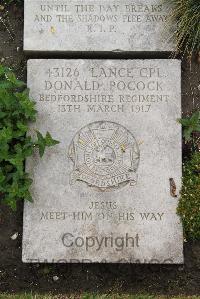 UNTIL THE DAY BREAKS
AND THE SHADOWS FLEE AWAY
R.I.P.
43126 LANCE CPL.
DONALD POCOCK
BEDFORDSHIRE REGIMENT
13TH MARCH 1917
JESUS
MEET HIM ON HIS WAY
Copyright